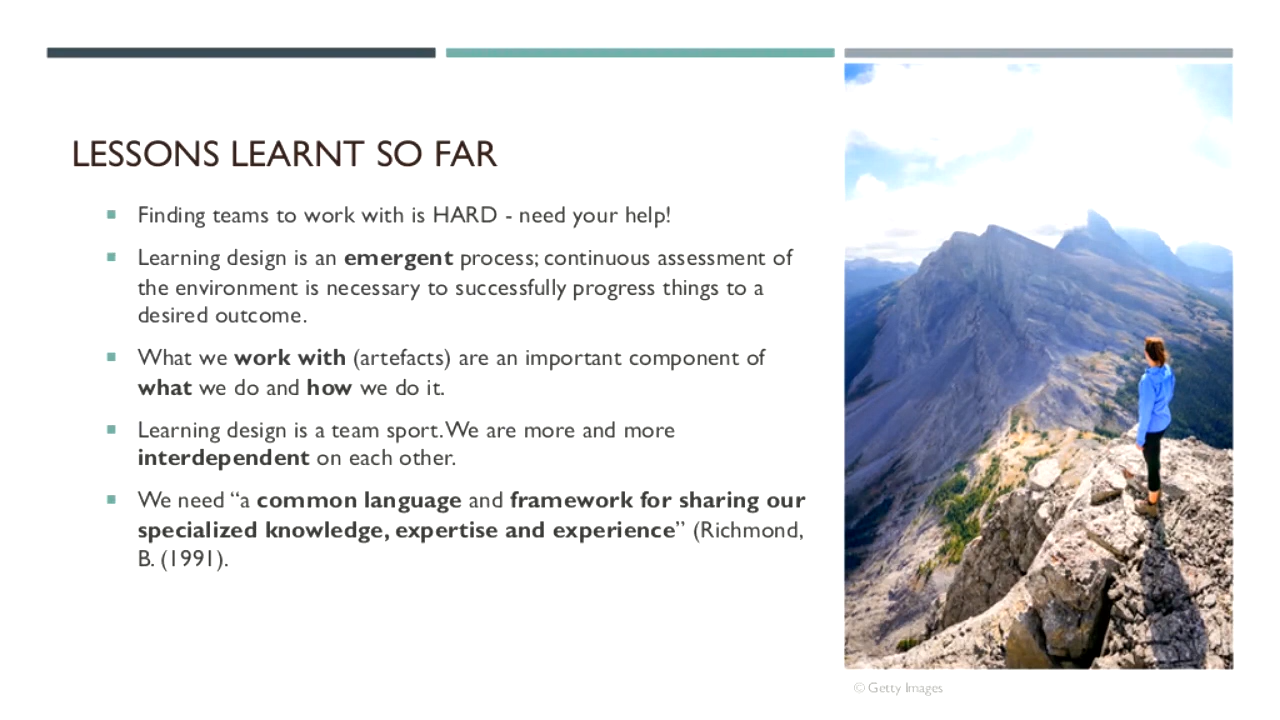 LESSONS LEARNT SO FAR
▪ Finding teams to work with is HARD - need your help!
▪ Learning design is an emergent process; continuous assessment of
the environment is necessary to successfully progress things to a
desired outcome.
▪ What we work with (artefacts) are an important component of
what we do and how we do it.
▪ Learning design is a team sport. We are more and more
interdependent on each other.
▪ We need “a common language and framework for sharing our
specialized knowledge, expertise and experience” (Richmond,
B. (1991).
© Getty Images